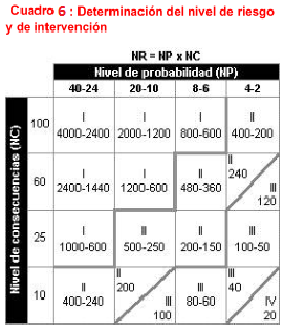 Cuadro 6 : Determinación del nivel de riesgo
y de intervención
NR = NP x NC
Nivel de probabilidad (NP)
40-24 20-10 8-6 4-2
Nivel de consecuencias (NC)
100
I I I II
4000-2400 2000-1200 800-600 400-200
60
I I II II
2400-1440 1200-600 480-360 240
III
120
25
I II II III
1000-600 500-250 200-150 100-50
10
II II III III
400-240 200 80-60 40
III IV
100 20